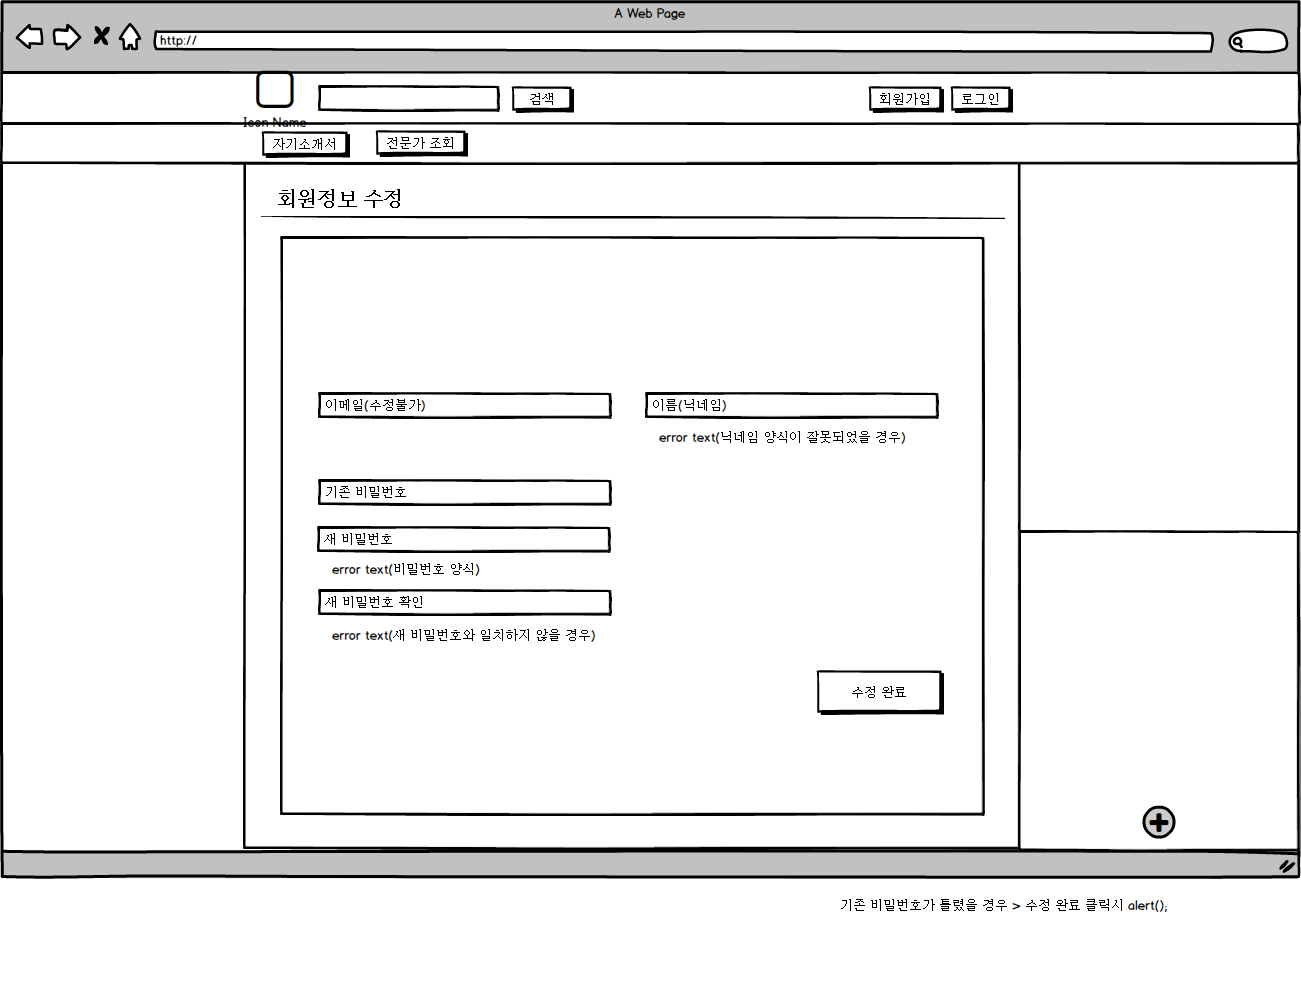 A Web Page
http://
Icon Name
검색
회원가입
로그인
자기소개서
전문가 조회
회원정보 수정
이메일(수정불가)
이름(닉네임)
error text(닉네임 양식이 잘못되었을 경우)
기존 비밀번호
새 비밀번호
error text(비밀번호 양식)
새 비밀번호 확인
error text(새 비밀번호와 일치하지 않을 경우)
수정 완료
기존 비밀번호가 틀렸을 경우 > 수정 완료 클릭시 alert();